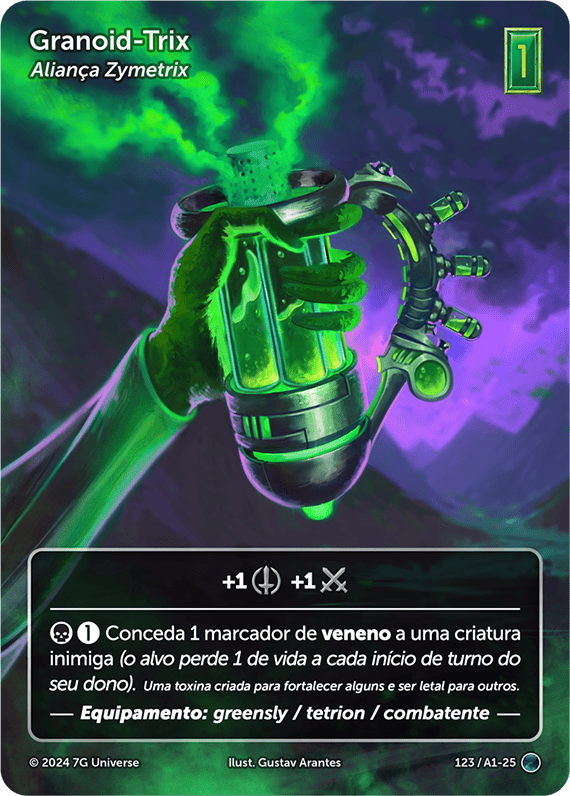 Granoid-Trix
1
Aliança Zymetrix
+1 +1
1 Conceda 1 marcador de veneno a uma criatura
inimiga (o alvo perde 1 de vida a cada início de turno do
seu dono). Uma toxina criada para fortalecer alguns e ser letal para outros.
— Equipamento: greensly / tetrion / combatente —
© 2024 7G Universe Ilust. Gustav Arantes 123 / A1-25